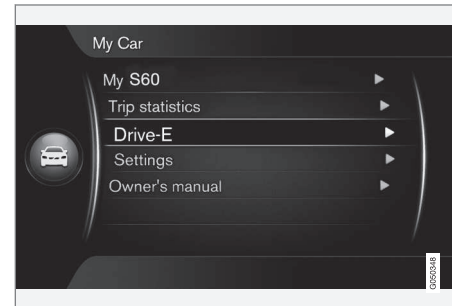 My Car
My S60
Trip statistics
Drive-E
Settings
Owner's manual
G050348